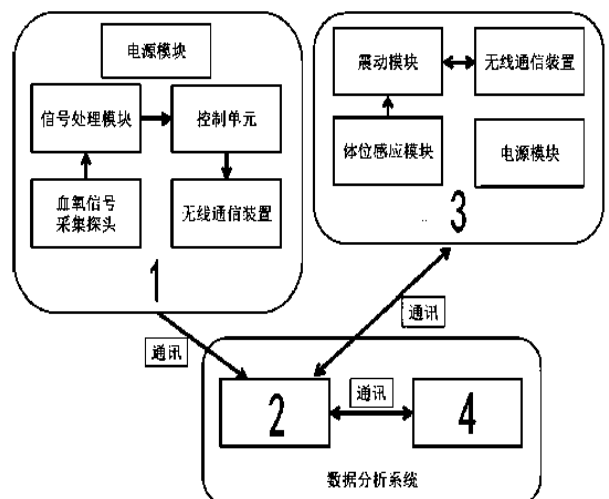 电源模块
信号处理模块
控制单元
血氧信号
采集探头
无线通信装置
1
震动模块
无线通信装置
体位感应模块
电源模块
3
通讯
通讯
2
通讯
4
数据分析系统